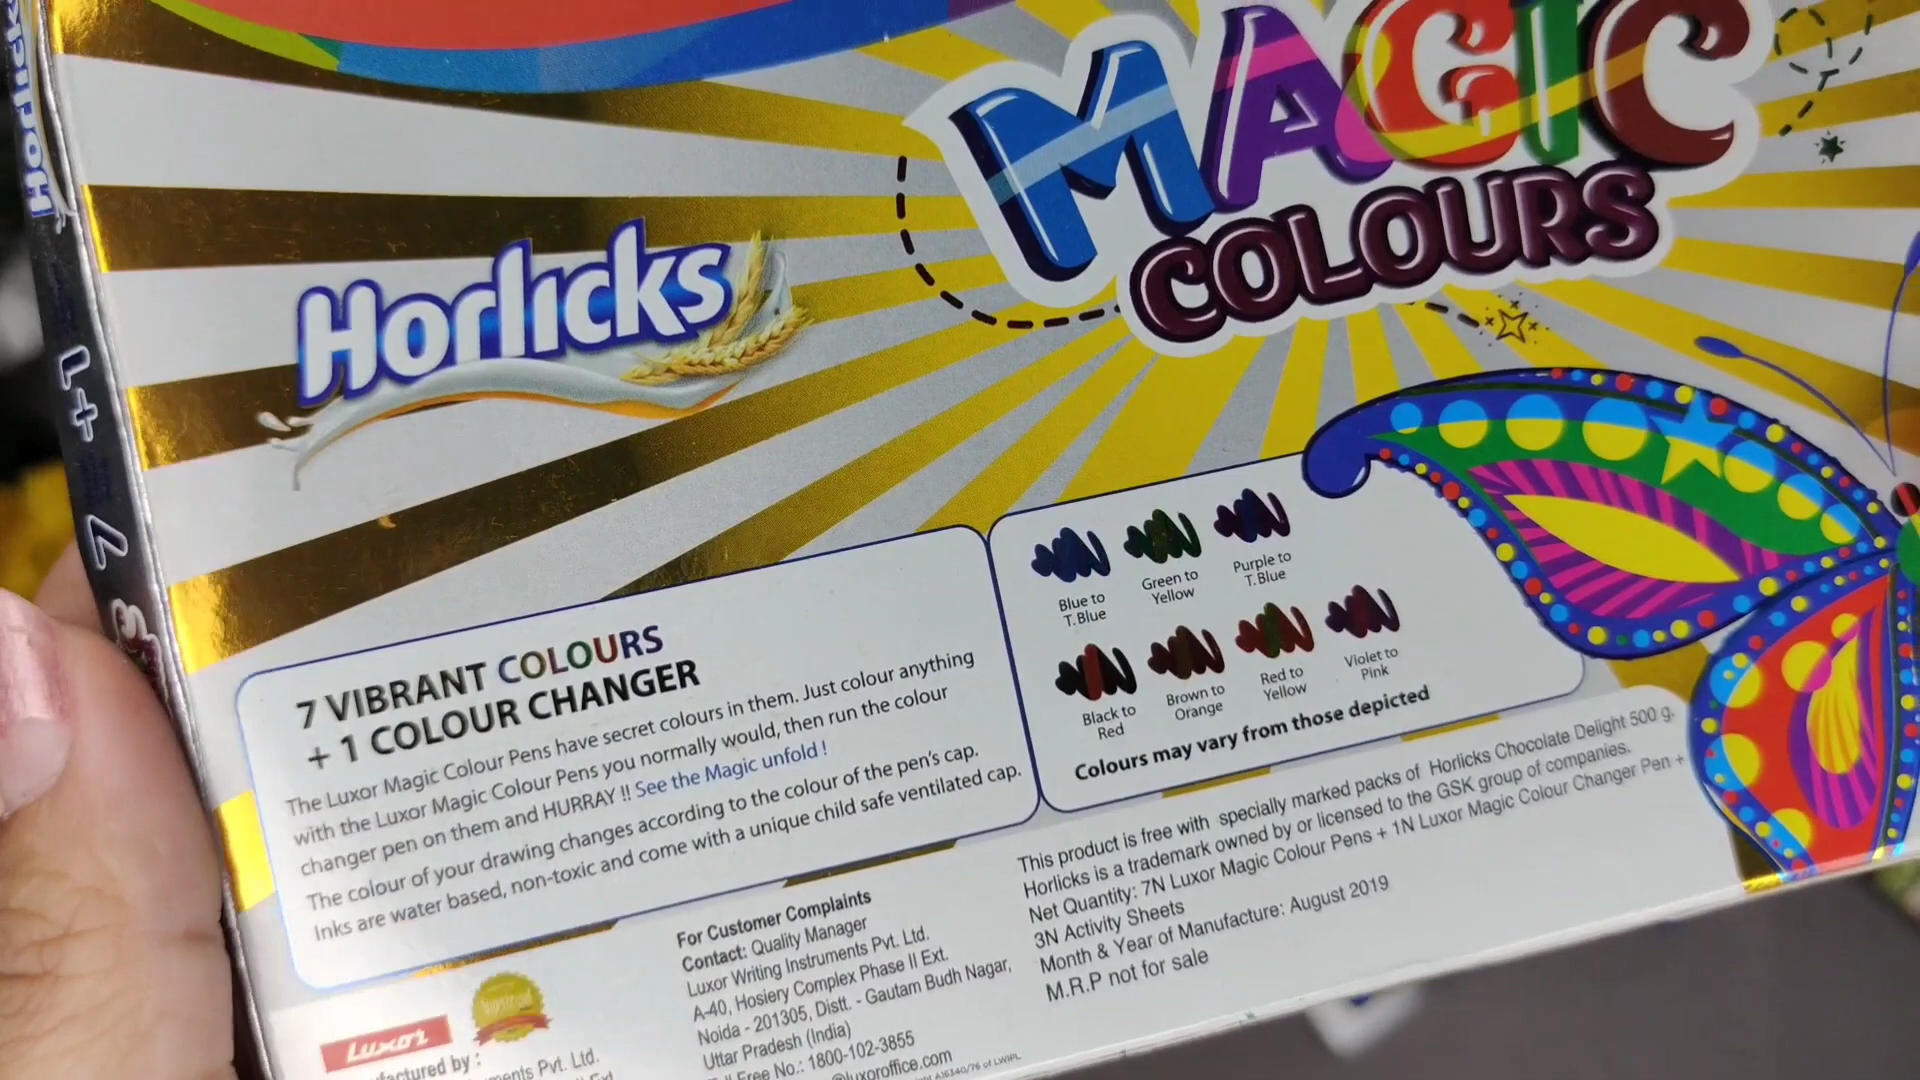 Horlicks
7 + 1
MAGIC
COLOURS
Horlicks
7 VIBRANT COLOURS
+ 1 COLOUR CHANGER
The Luxor Magic Colour Pens have secret colours in them. Just colour anything
with the Luxor Magic Colour Pens you normally would, then run the colour
changer pen on them and HURRAY !! See the Magic unfold !
The colour of your drawing changes according to the colour of the pen's cap.
Inks are water based, non-toxic and come with a unique child safe ventilated cap.
Blue to
T.Blue
Green to
Yellow
Purple to
T.Blue
Black to
Red
Brown to
Orange
Red to
Yellow
Violet to
Pink
Colours may vary from those depicted
This product is free with specially marked packs of Horlicks Chocolate Delight 500 g.
Horlicks is a trademark owned by or licensed to the GSK group of companies.
Net Quantity: 7N Luxor Magic Colour Pens + 1N Luxor Magic Colour Changer Pen +
3N Activity Sheets
Month & Year of Manufacture: August 2019
M.R.P not for sale
For Customer Complaints
Contact: Quality Manager
Luxor Writing Instruments Pvt. Ltd.
A-40, Hosiery Complex Phase II Ext.
Noida - 201305, Distt. - Gautam Budh Nagar,
Uttar Pradesh (India)
Free No.: 1800-102-3855
@luxoroffice.com
Luxor
factured by :
ments Pvt. Ltd.